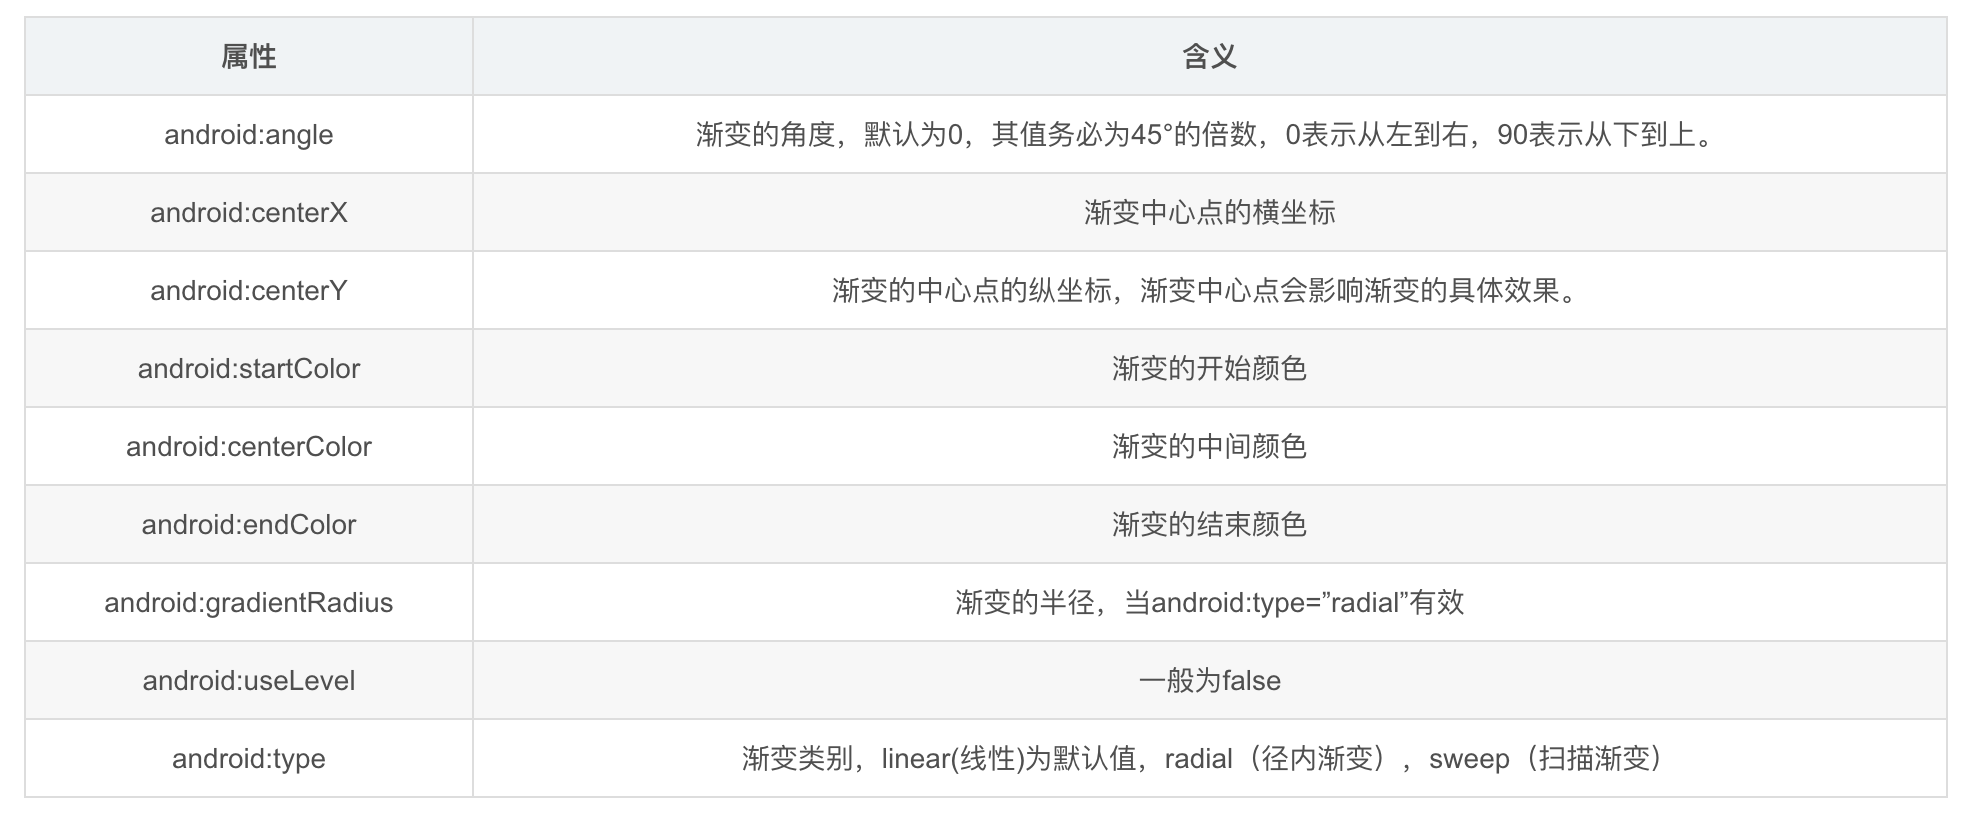 属性 含义
android:angle 渐变的角度，默认为0，其值务必为45°的倍数，0表示从左到右，90表示从下到上。
android:centerX 渐变中心点的横坐标
android:centerY 渐变的中心点的纵坐标，渐变中心点会影响渐变的具体效果。
android:startColor 渐变的开始颜色
android:centerColor 渐变的中间颜色
android:endColor 渐变的结束颜色
android:gradientRadius 渐变的半径，当android:type=”radial”有效
android:useLevel 一般为false
android:type 渐变类别，linear(线性)为默认值，radial（径内渐变），sweep（扫描渐变）